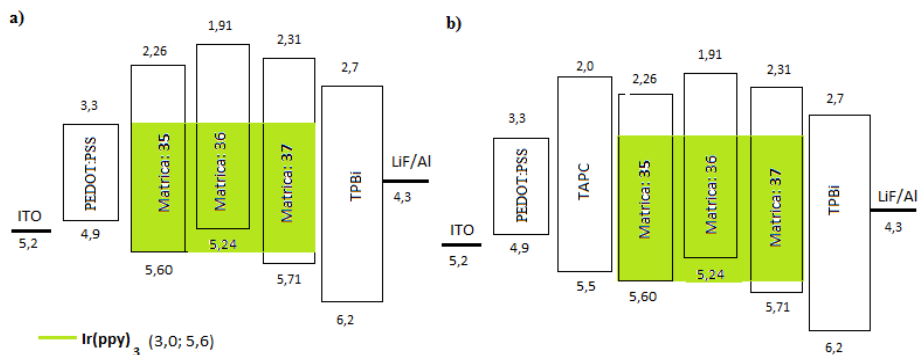 a)
1,91
2,26
2,31
2,7
3,3
PEDOT:PSS
Matrica: 35
Matrica: 36
Matrica: 37
TPBi
LiF/Al
4,3
ITO
5,2
4,9
5,24
5,60
5,71
6,2
Ir(ppy)3 (3,0; 5,6)
b)
2,0
1,91
2,26
2,31
2,7
3,3
PEDOT:PSS
TAPC
Matrica: 35
Matrica: 36
Matrica: 37
TPBi
LiF/Al
4,3
ITO
5,2
4,9
5,5
5,24
5,60
5,71
6,2